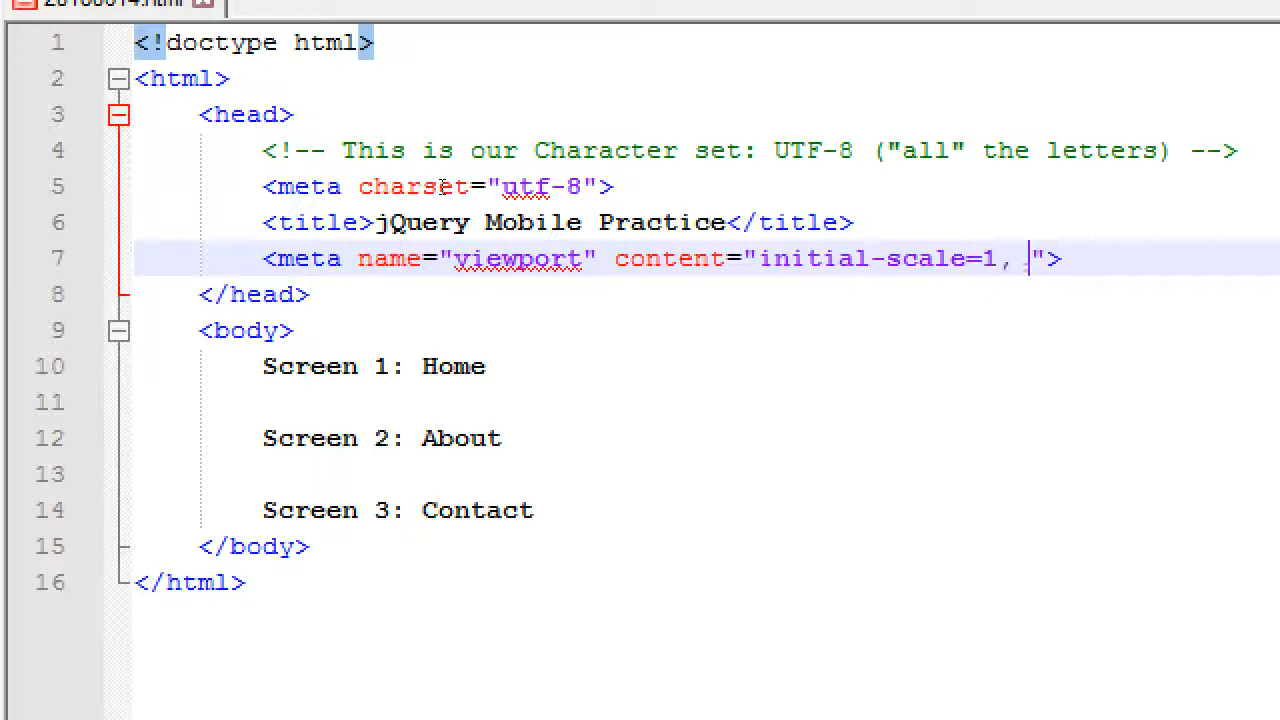 1 <!doctype html>
2 <html>
3 <head>
4 <!-- This is our Character set: UTF-8 ("all" the letters) -->
5 <meta charset="utf-8">
6 <title>jQuery Mobile Practice</title>
7 <meta name="viewport" content="initial-scale=1, ">
8 </head>
9 <body>
10 Screen 1: Home
11
12 Screen 2: About
13
14 Screen 3: Contact
15 </body>
16 </html>